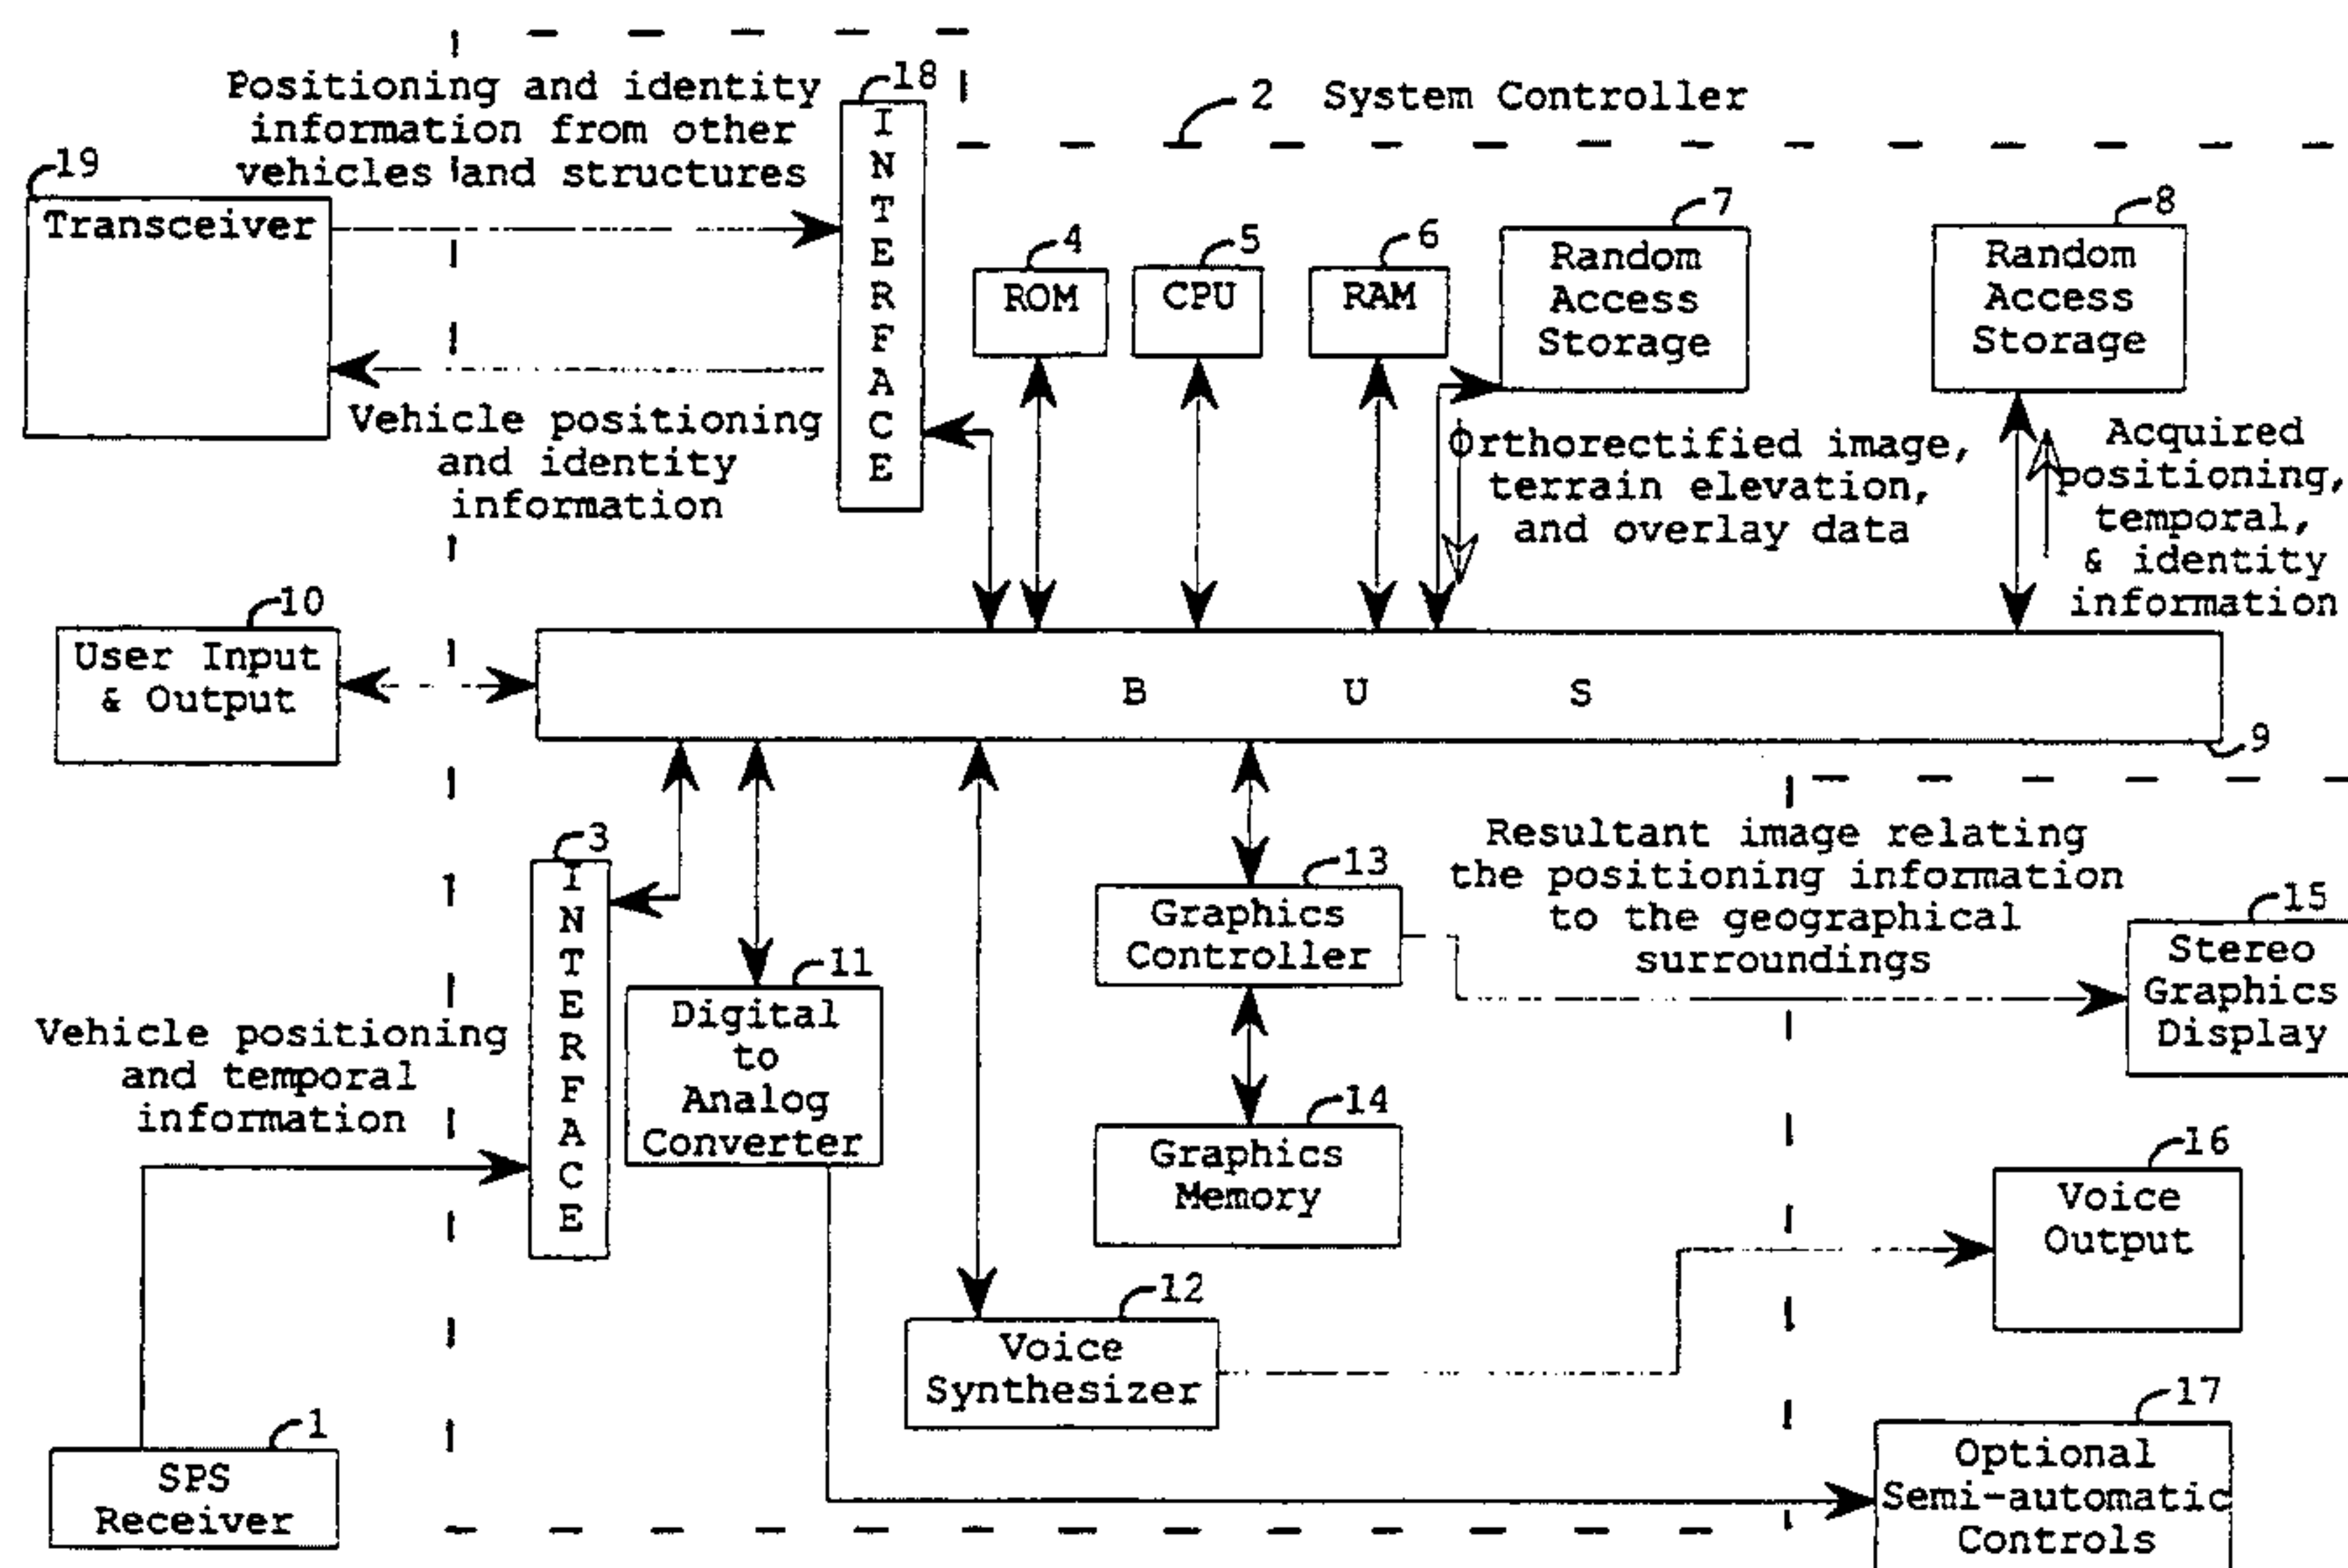 Positioning and identity
information from other
vehicles and structures
18
2 System Controller
19
Transceiver
INTERFACE
4
ROM
5
CPU
6
RAM
7
Random
Access
Storage
8
Random
Access
Storage
Vehicle positioning
and identity
information
Orthorectified image,
terrain elevation,
and overlay data
Acquired
positioning,
temporal,
& identity
information
10
User Input
& Output
B U S
9
3
INTERFACE
11
Digital
to
Analog
Converter
13
Graphics
Controller
Resultant image relating
the positioning information
to the geographical
surroundings
15
Stereo
Graphics
Display
Vehicle positioning
and temporal
information
14
Graphics
Memory
16
Voice
Output
12
Voice
Synthesizer
1
SPS
Receiver
17
Optional
Semi-automatic
Controls